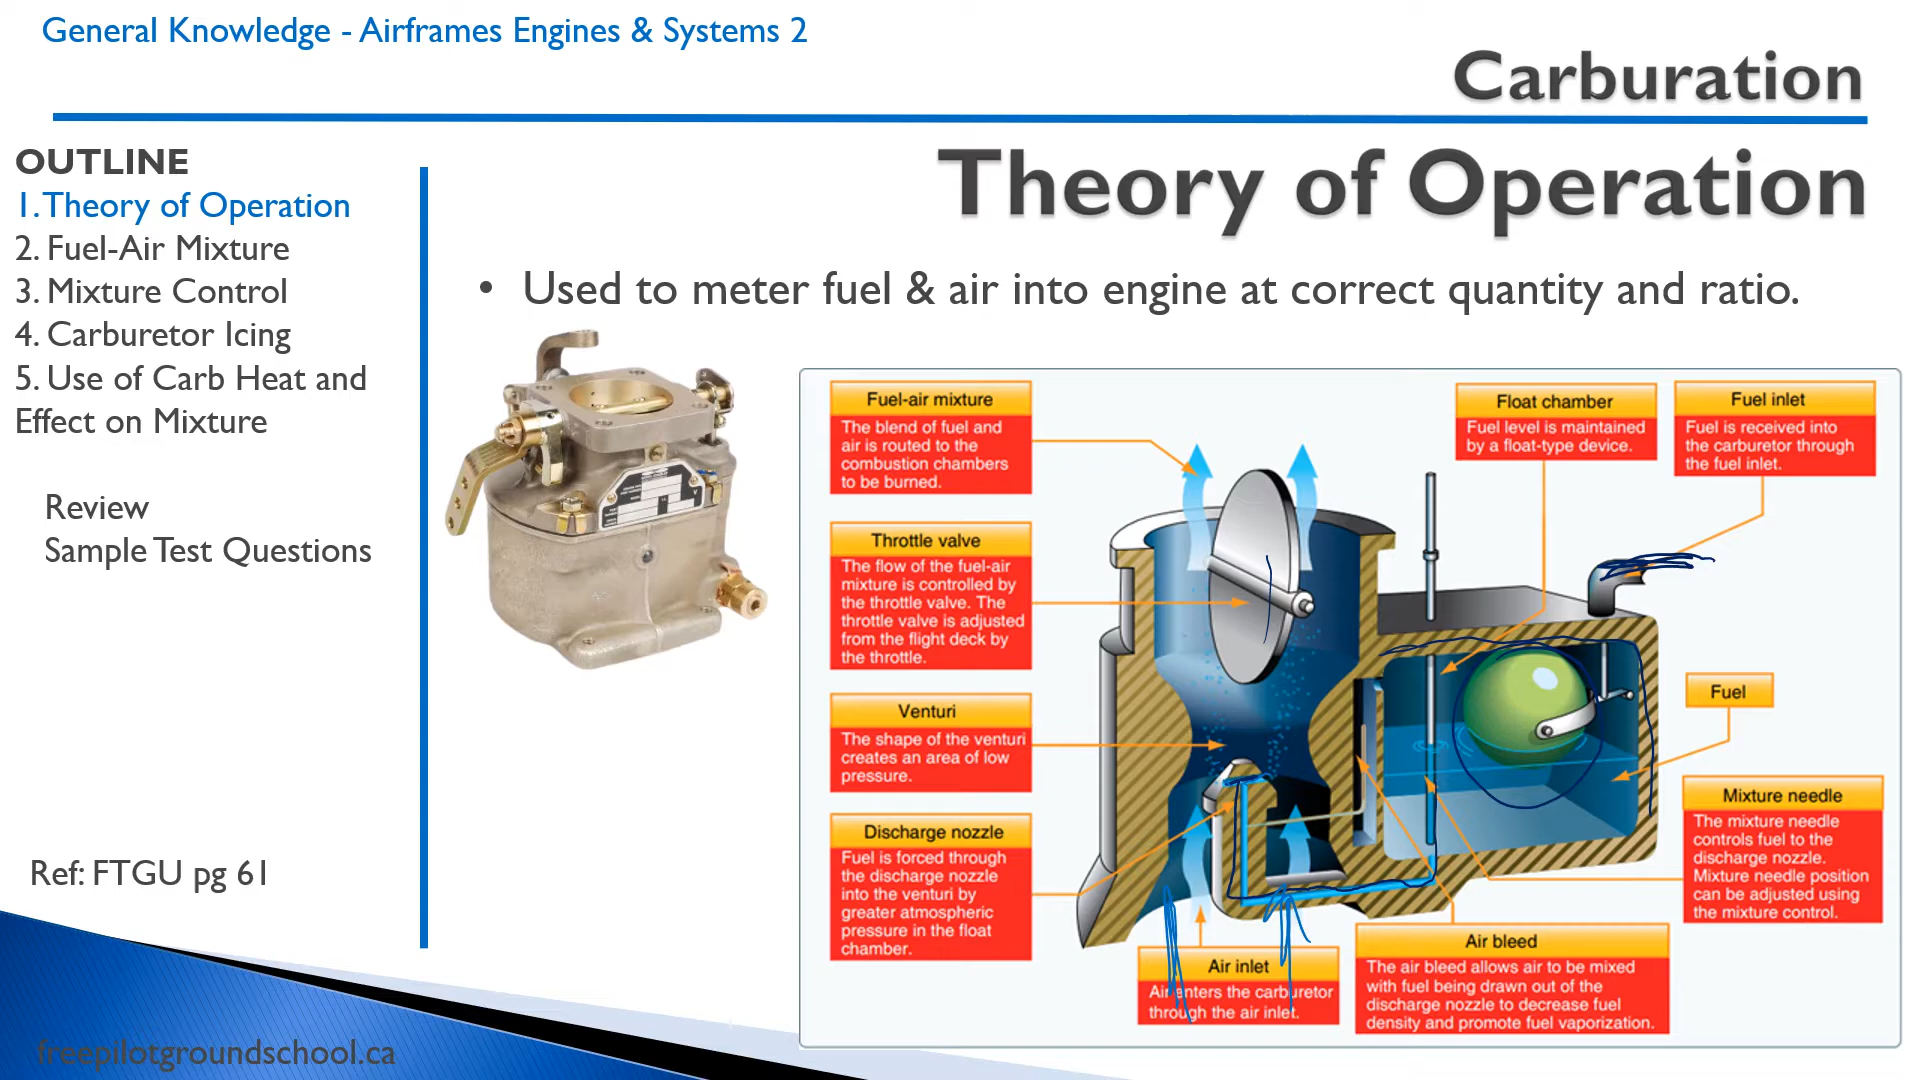 General Knowledge - Airframes Engines & Systems 2
Carburation
OUTLINE
1. Theory of Operation
2. Fuel-Air Mixture
3. Mixture Control
4. Carburetor Icing
5. Use of Carb Heat and
Effect on Mixture
Review
Sample Test Questions
Ref: FTGU pg 61
freepilotgroundschool.ca
Theory of Operation
• Used to meter fuel & air into engine at correct quantity and ratio.
Fuel-air mixture
The blend of fuel and
air is routed to the
combustion chambers
to be burned.
Throttle valve
The flow of the fuel-air
mixture is controlled by
the throttle valve. The
throttle valve is adjusted
from the flight deck by
the throttle.
Venturi
The shape of the venturi
creates an area of low
pressure.
Discharge nozzle
Fuel is forced through
the discharge nozzle
into the venturi by
greater atmospheric
pressure in the float
chamber.
Float chamber
Fuel level is maintained
by a float-type device.
Fuel inlet
Fuel is received into
the carburetor through
the fuel inlet.
Fuel
Mixture needle
The mixture needle
controls fuel to the
discharge nozzle.
Mixture needle position
can be adjusted using
the mixture control.
Air inlet
Air enters the carburetor
through the air inlet.
Air bleed
The air bleed allows air to be mixed
with fuel being drawn out of the
discharge nozzle to decrease fuel
density and promote fuel vaporization.